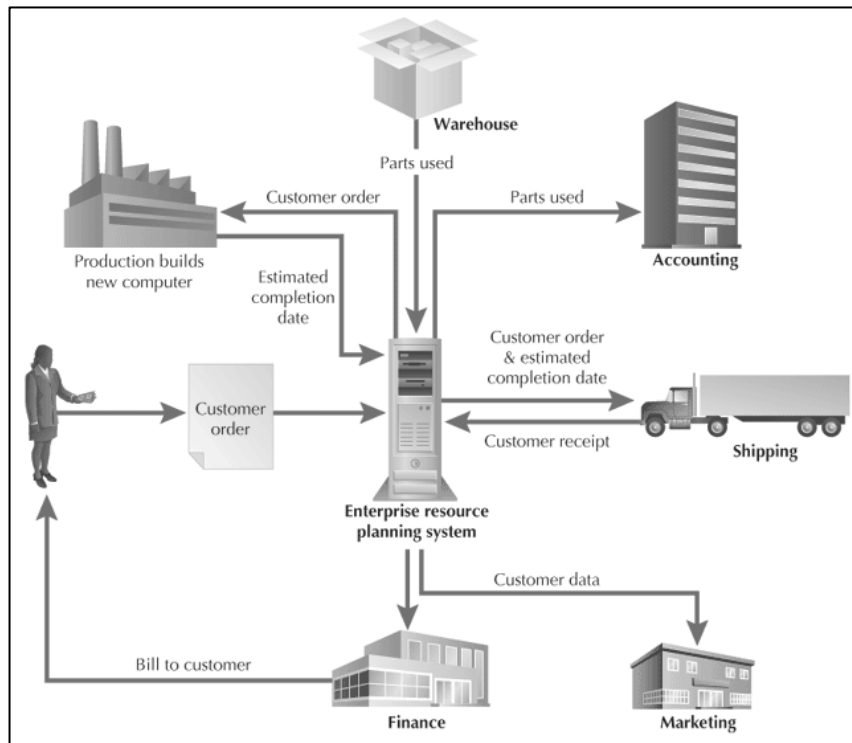 Warehouse
Parts used
Customer order
Parts used
Production builds
new computer
Accounting
Estimated
completion
date
Customer order
& estimated
completion date
Customer
order
Customer receipt
Shipping
Enterprise resource
planning system
Customer data
Bill to customer
Finance
Marketing